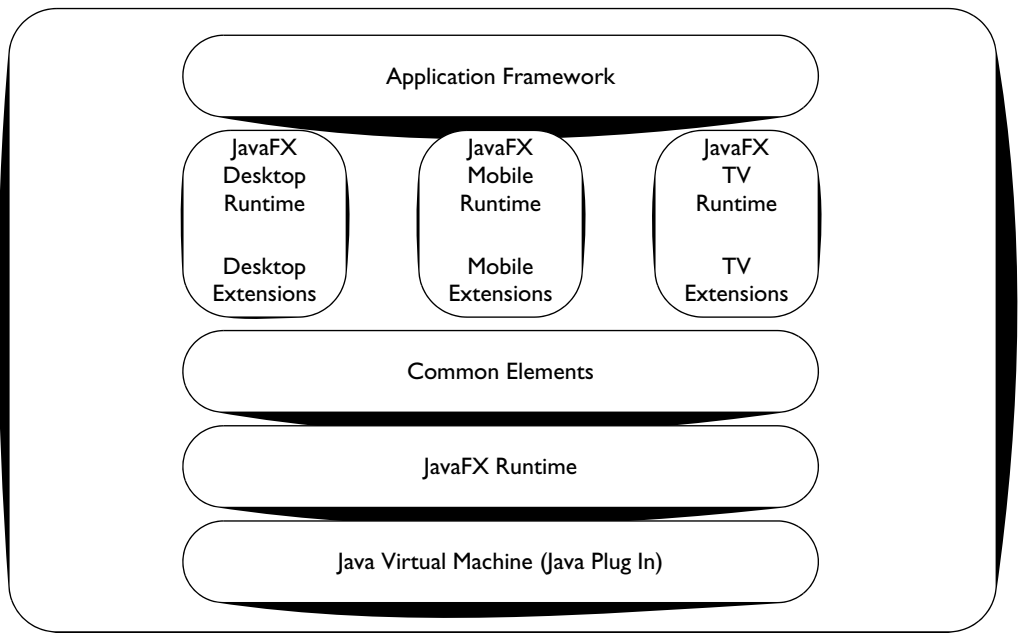 Application Framework
JavaFX
Desktop
Runtime
Desktop
Extensions
JavaFX
Mobile
Runtime
Mobile
Extensions
JavaFX
TV
Runtime
TV
Extensions
Common Elements
JavaFX Runtime
Java Virtual Machine (Java Plug In)